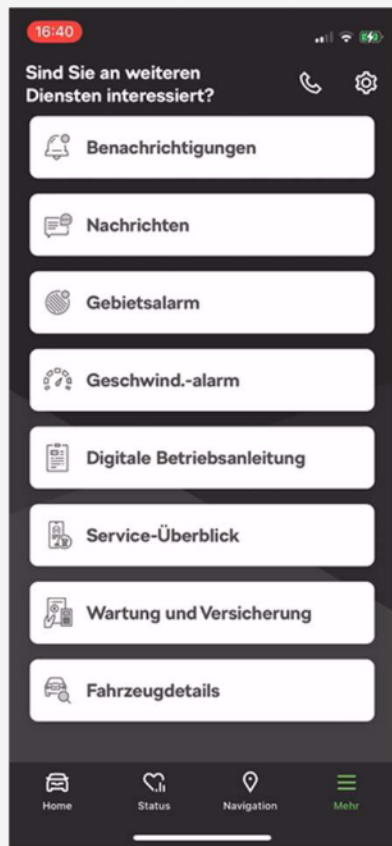 16:40
Sind Sie an weiteren
Diensten interessiert?
Benachrichtigungen
Nachrichten
Gebietsalarm
Geschwind.-alarm
Digitale Betriebsanleitung
Service-Überblick
Wartung und Versicherung
Fahrzeugdetails
Home Status Navigation Mehr